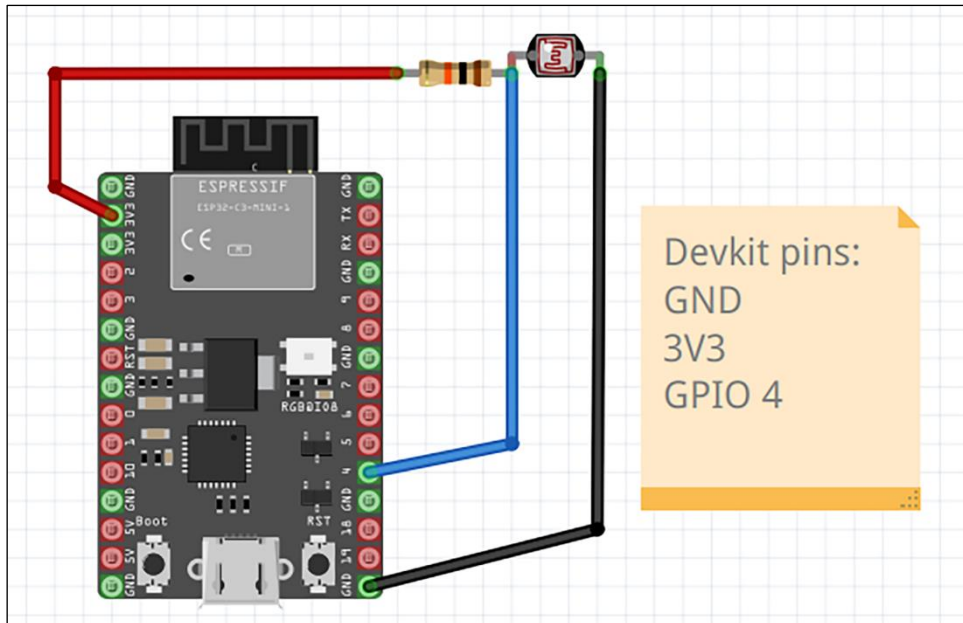 C
ESPRESSIF
ESP32-C3-MINI-1
CE
M
GND
3V3
3V3
2
3
GND
RST
GND
0
1
10
GND
5V
5V
GND
GND
TX
RX
GND
9
8
GND
7
6
5
4
GND
18
19
GND
RGB@IO8
Boot
RST
Devkit pins:
GND
3V3
GPIO 4